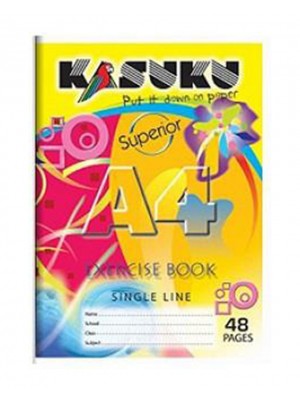 KASUKU
Put it down on paper
Superior
A4
EXERCISE BOOK
SINGLE LINE
Name:
School:
Class:
Subject:
48
PAGES